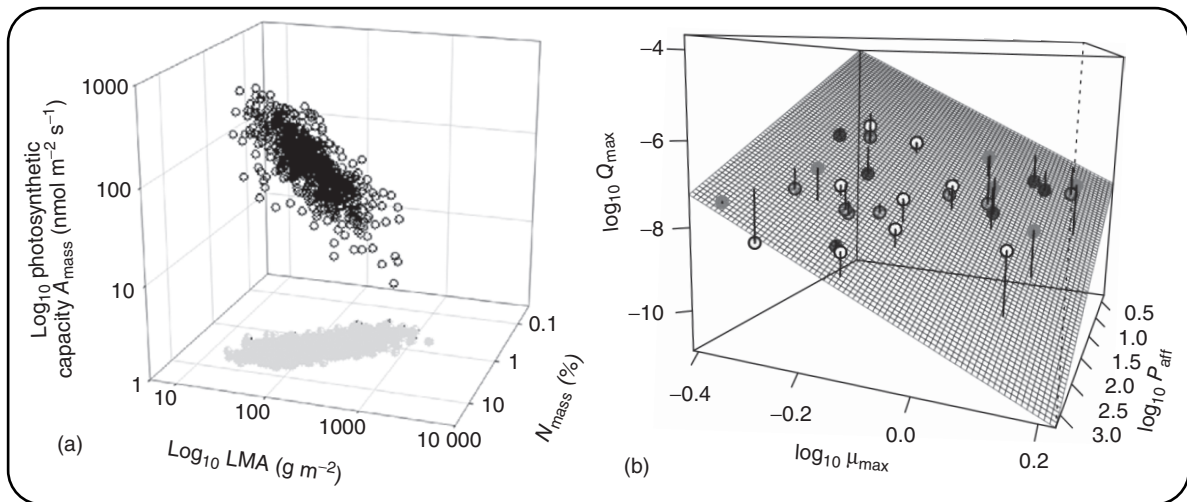 Log₁₀ photosynthetic
capacity Amass (nmol m⁻² s⁻¹)
1000
100
10
1
10
100
1000
10 000
Log₁₀ LMA (g m⁻²)
0.1
1
10
Nmass (%)
(a)
log₁₀ Qmax
−4
−6
−8
−10
−0.4
−0.2
0.0
0.2
log₁₀ μmax
0.5
1.0
1.5
2.0
2.5
3.0
log₁₀ Paff
(b)